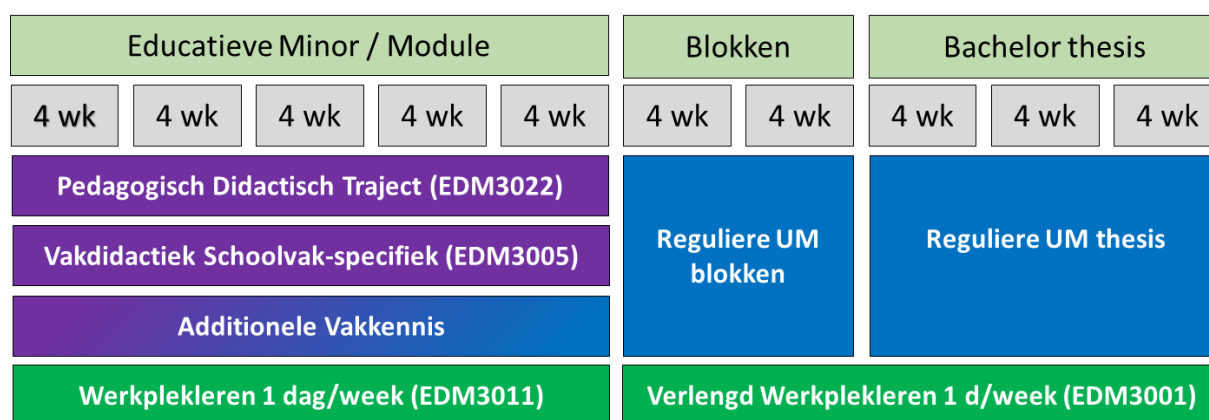 Educatieve Minor / Module
Blokken
Bachelor thesis
4 wk
4 wk
4 wk
4 wk
4 wk
4 wk
4 wk
4 wk
4 wk
4 wk
Pedagogisch Didactisch Traject (EDM3022)
Vakdidactiek Schoolvak-specifiek (EDM3005)
Additionele Vakkennis
Reguliere UM
blokken
Reguliere UM thesis
Werkplekleren 1 dag/week (EDM3011)
Verlengd Werkplekleren 1 d/week (EDM3001)